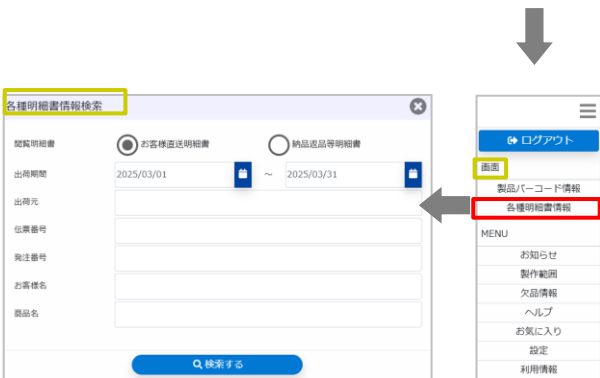 各種明細書情報検索
閲覧明細書
お客様直送明細書
納品返品等明細書
出荷期間
2025/03/01
～
2025/03/31
出荷元
伝票番号
発注番号
お客様名
商品名
検索する
ログアウト
画面
製品バーコード情報
各種明細書情報
MENU
お知らせ
製作範囲
欠品情報
ヘルプ
お気に入り
設定
利用情報